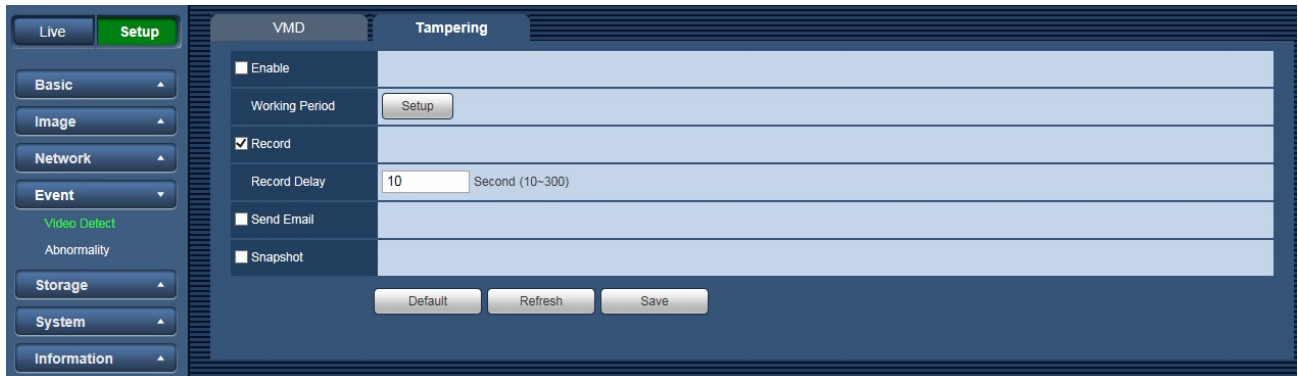 Live Setup
Basic
Image
Network
Event
Video Detect
Abnormality
Storage
System
Information
VMD Tampering
Enable
Working Period Setup
Record
Record Delay 10 Second (10~300)
Send Email
Snapshot
Default Refresh Save